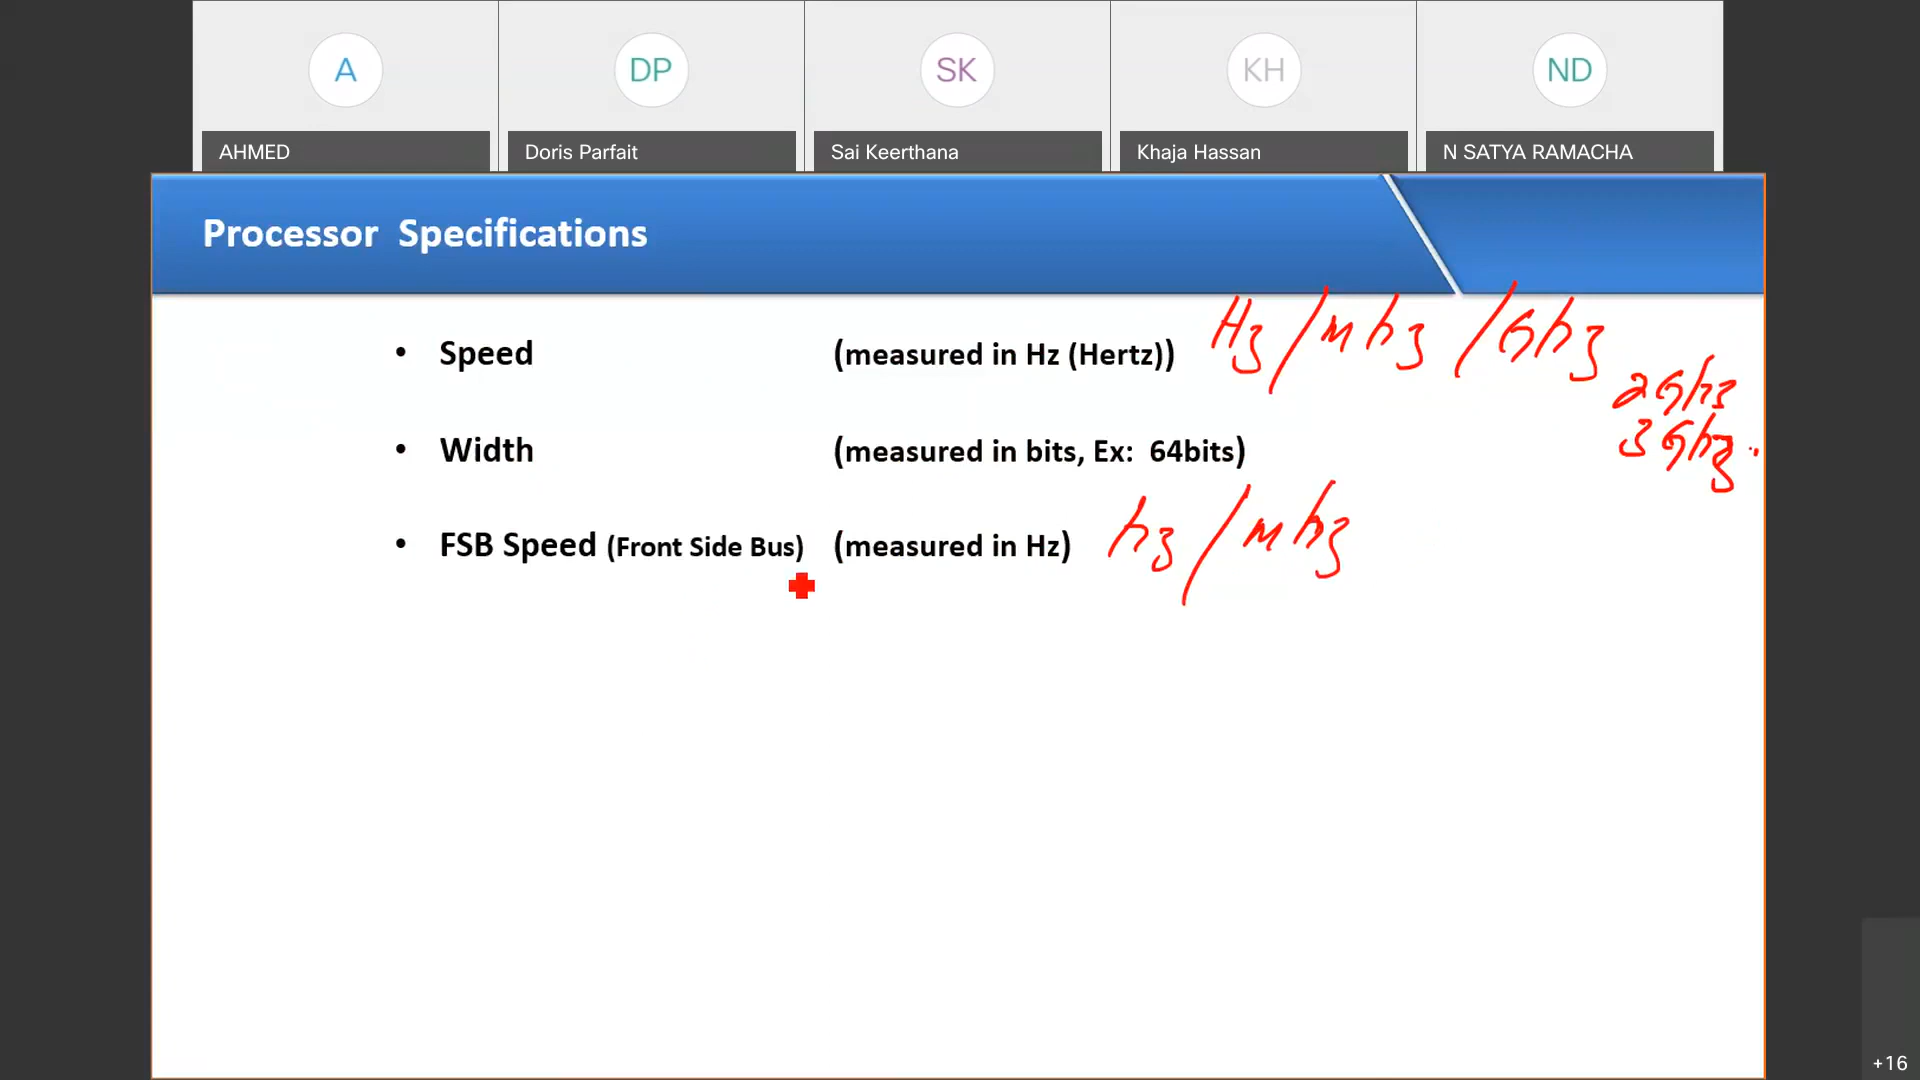 A DP SK KH ND
AHMED Doris Parfait Sai Keerthana Khaja Hassan N SATYA RAMACHA
Processor Specifications
• Speed (measured in Hz (Hertz)) Hz/mhz/Ghz
2Ghz
3Ghz
• Width (measured in bits, Ex: 64bits)
• FSB Speed (Front Side Bus) (measured in Hz) hz/mhz
+16